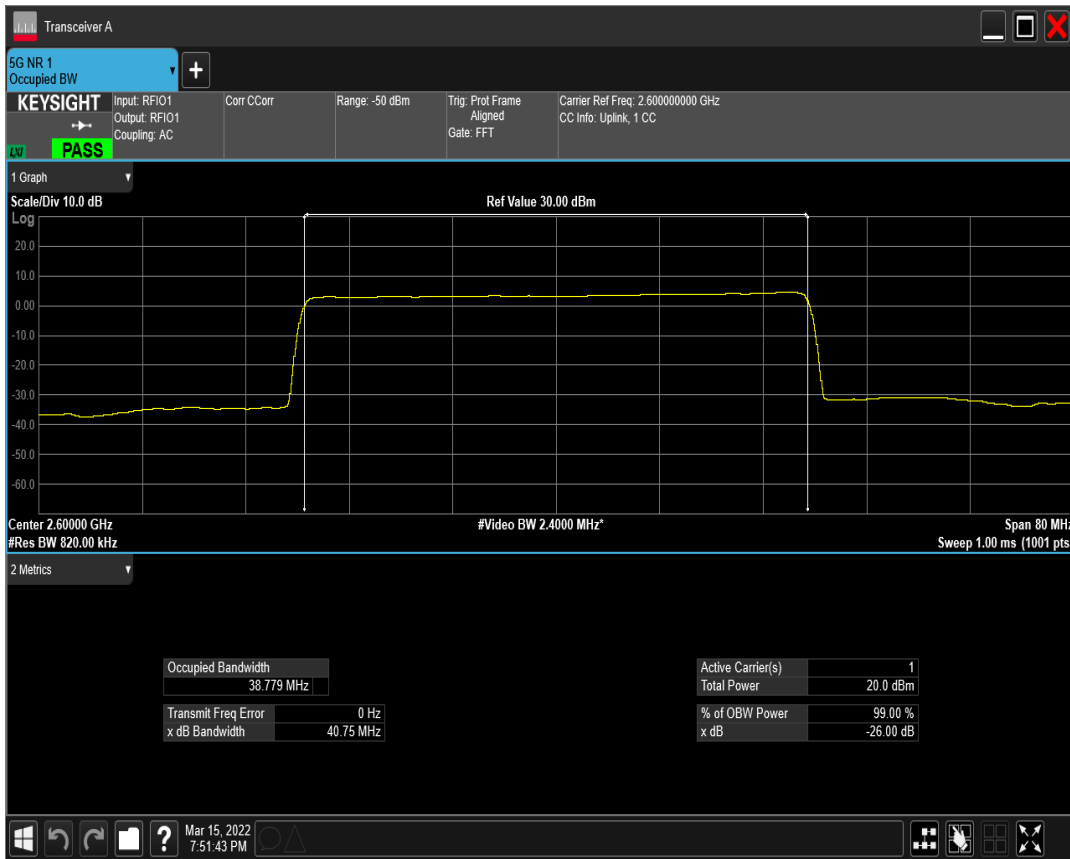 Transceiver A
5G NR 1
Occupied BW
KEYSIGHT
LXI
PASS
Input: RFIO1
Output: RFIO1
Coupling: AC
Corr CCorr
Range: -50 dBm
Trig: Prot Frame
Aligned
Gate: FFT
Carrier Ref Freq: 2.600000000 GHz
CC Info: Uplink, 1 CC
1 Graph
Scale/Div 10.0 dB
Ref Value 30.00 dBm
Log
20.0
10.0
0.00
-10.0
-20.0
-30.0
-40.0
-50.0
-60.0
Center 2.60000 GHz
#Video BW 2.4000 MHz*
Span 80 MHz
#Res BW 820.00 kHz
Sweep 1.00 ms (1001 pts
2 Metrics
Occupied Bandwidth
38.779 MHz
Transmit Freq Error 0 Hz
x dB Bandwidth 40.75 MHz
Active Carrier(s) 1
Total Power 20.0 dBm
% of OBW Power 99.00 %
x dB -26.00 dB
?
Mar 15, 2022
7:51:43 PM